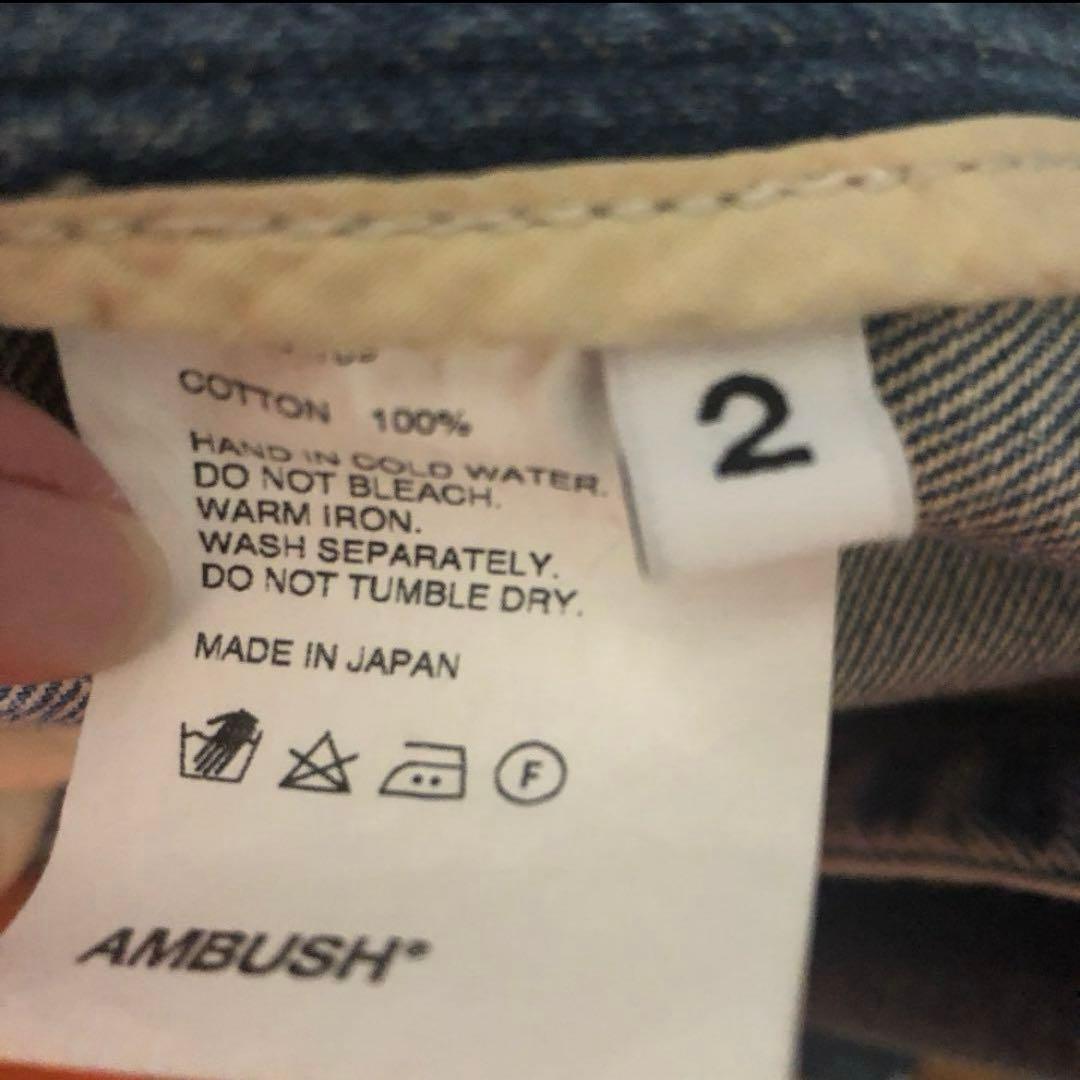 COTTON 100%
2
HAND IN COLD WATER.
DO NOT BLEACH.
WARM IRON.
WASH SEPARATELY.
DO NOT TUMBLE DRY.
MADE IN JAPAN
F
AMBUSH®